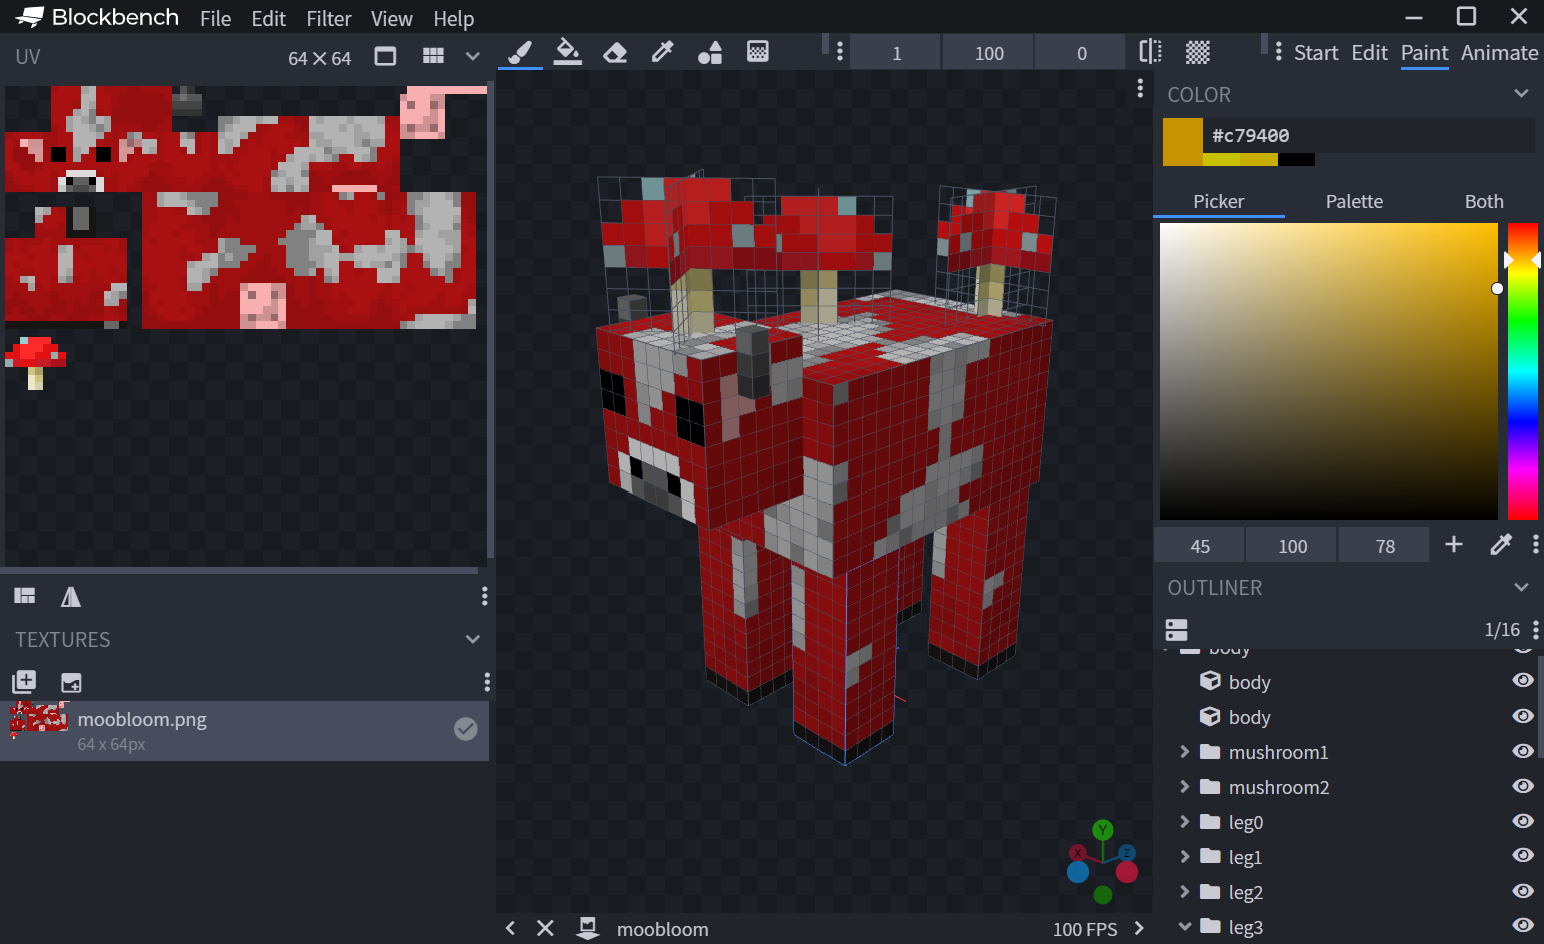 Blockbench File Edit Filter View Help
UV 64 × 64
1 100 0
Start Edit Paint Animate
COLOR
#c79400
Picker Palette Both
45 100 78
OUTLINER
1/16
body
body
body
mushroom1
mushroom2
leg0
leg1
leg2
leg3
TEXTURES
moobloom.png
64 x 64px
Y
X
Z
moobloom
100 FPS